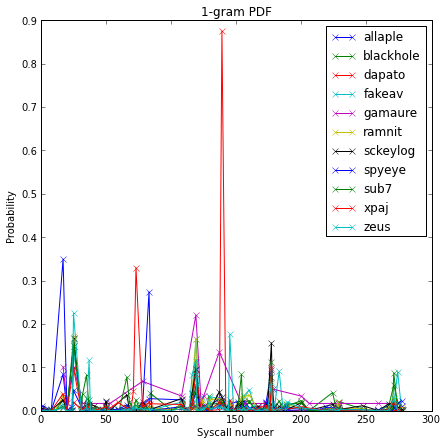 1-gram PDF
0.9
0.8
0.7
0.6
0.5
0.4
0.3
0.2
0.1
0.0
Probability
allaple
blackhole
dapato
fakeav
gamaure
ramnit
sckeylog
spyeye
sub7
xpaj
zeus
0
50
100
150
200
250
300
Syscall number